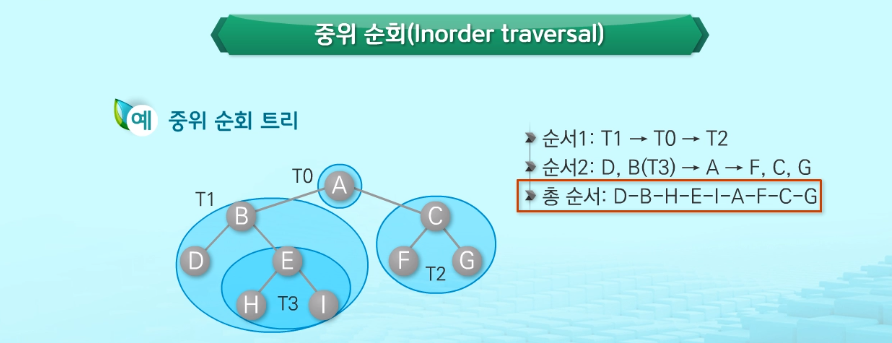 중위 순회(Inorder traversal)
예 중위 순회 트리
순서1: T1 → T0 → T2
순서2: D, B(T3) → A → F, C, G
총 순서: D-B-H-E-I-A-F-C-G
T0 A
T1
B C
D E F G
T2
H T3 I